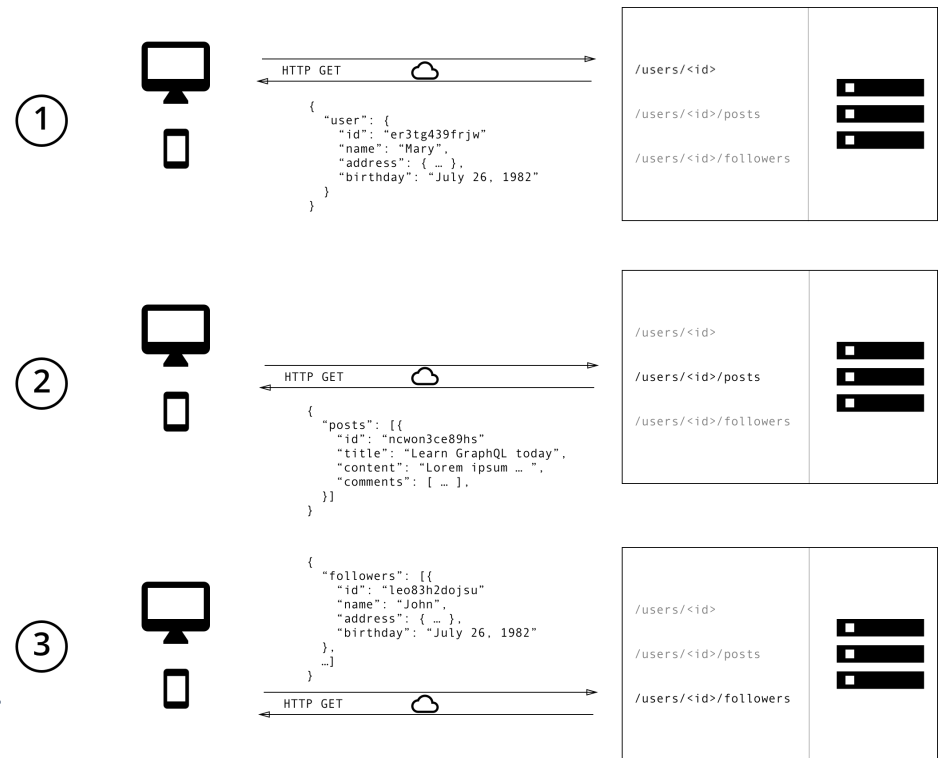 1
HTTP GET
{
“user”: {
“id”: “er3tg439frjw”
“name”: “Mary”,
“address”: { … },
“birthday”: “July 26, 1982”
}
}
/users/<id>
/users/<id>/posts
/users/<id>/followers
2
HTTP GET
{
“posts”: [{
“id”: “ncwon3ce89hs”
“title”: “Learn GraphQL today”,
“content”: “Lorem ipsum … ”,
“comments”: [ … ],
}]
}
/users/<id>
/users/<id>/posts
/users/<id>/followers
3
{
“followers”: [{
“id”: “leo83h2dojsu”
“name”: “John”,
“address”: { … },
“birthday”: “July 26, 1982”
},
…]
}
HTTP GET
/users/<id>
/users/<id>/posts
/users/<id>/followers